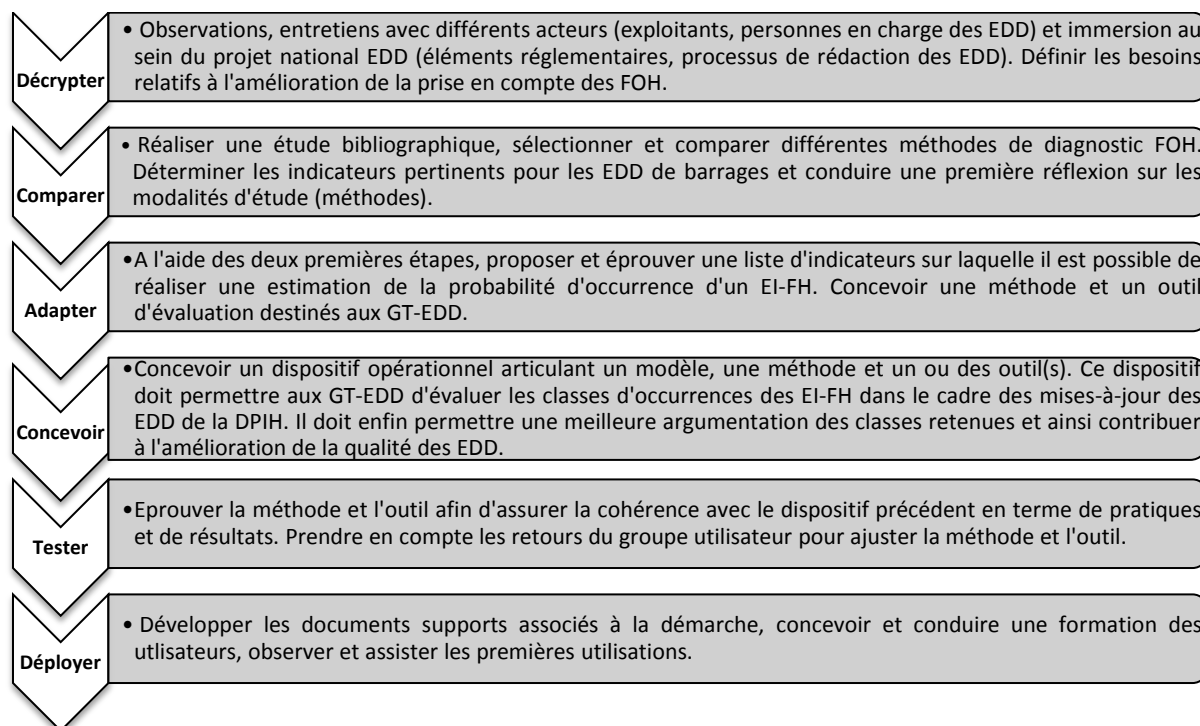 Décrypter
• Observations, entretiens avec différents acteurs (exploitants, personnes en charge des EDD) et immersion au
sein du projet national EDD (éléments réglementaires, processus de rédaction des EDD). Définir les besoins
relatifs à l'amélioration de la prise en compte des FOH.
Comparer
• Réaliser une étude bibliographique, sélectionner et comparer différentes méthodes de diagnostic FOH.
Déterminer les indicateurs pertinents pour les EDD de barrages et conduire une première réflexion sur les
modalités d'étude (méthodes).
Adapter
•A l'aide des deux premières étapes, proposer et éprouver une liste d'indicateurs sur laquelle il est possible de
réaliser une estimation de la probabilité d'occurrence d'un EI-FH. Concevoir une méthode et un outil
d'évaluation destinés aux GT-EDD.
Concevoir
•Concevoir un dispositif opérationnel articulant un modèle, une méthode et un ou des outil(s). Ce dispositif
doit permettre aux GT-EDD d'évaluer les classes d'occurrences des EI-FH dans le cadre des mises-à-jour des
EDD de la DPIH. Il doit enfin permettre une meilleure argumentation des classes retenues et ainsi contribuer
à l'amélioration de la qualité des EDD.
Tester
•Eprouver la méthode et l'outil afin d'assurer la cohérence avec le dispositif précédent en terme de pratiques
et de résultats. Prendre en compte les retours du groupe utilisateur pour ajuster la méthode et l'outil.
Déployer
• Développer les documents supports associés à la démarche, concevoir et conduire une formation des
utlisateurs, observer et assister les premières utilisations.